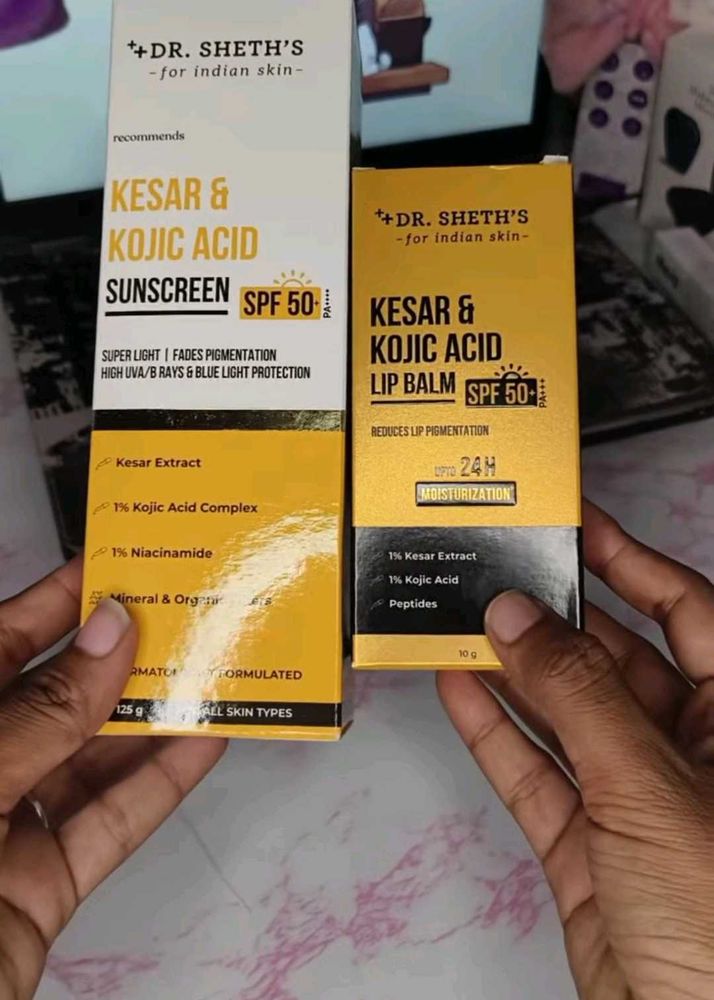 DR. SHETH'S
-for indian skin-
recommends
KESAR &
KOJIC ACID
SUNSCREEN
SPF 50+
PA++++
SUPER LIGHT | FADES PIGMENTATION
HIGH UVA/B RAYS & BLUE LIGHT PROTECTION
Kesar Extract
1% Kojic Acid Complex
1% Niacinamide
Mineral & Organic
FORMULATED
125 g
ALL SKIN TYPES
DR. SHETH'S
-for indian skin-
KESAR &
KOJIC ACID
LIP BALM
SPF 50+
PA+++
REDUCES LIP PIGMENTATION
UPTO 24H
MOISTURIZATION
1% Kesar Extract
1% Kojic Acid
Peptides
10 g